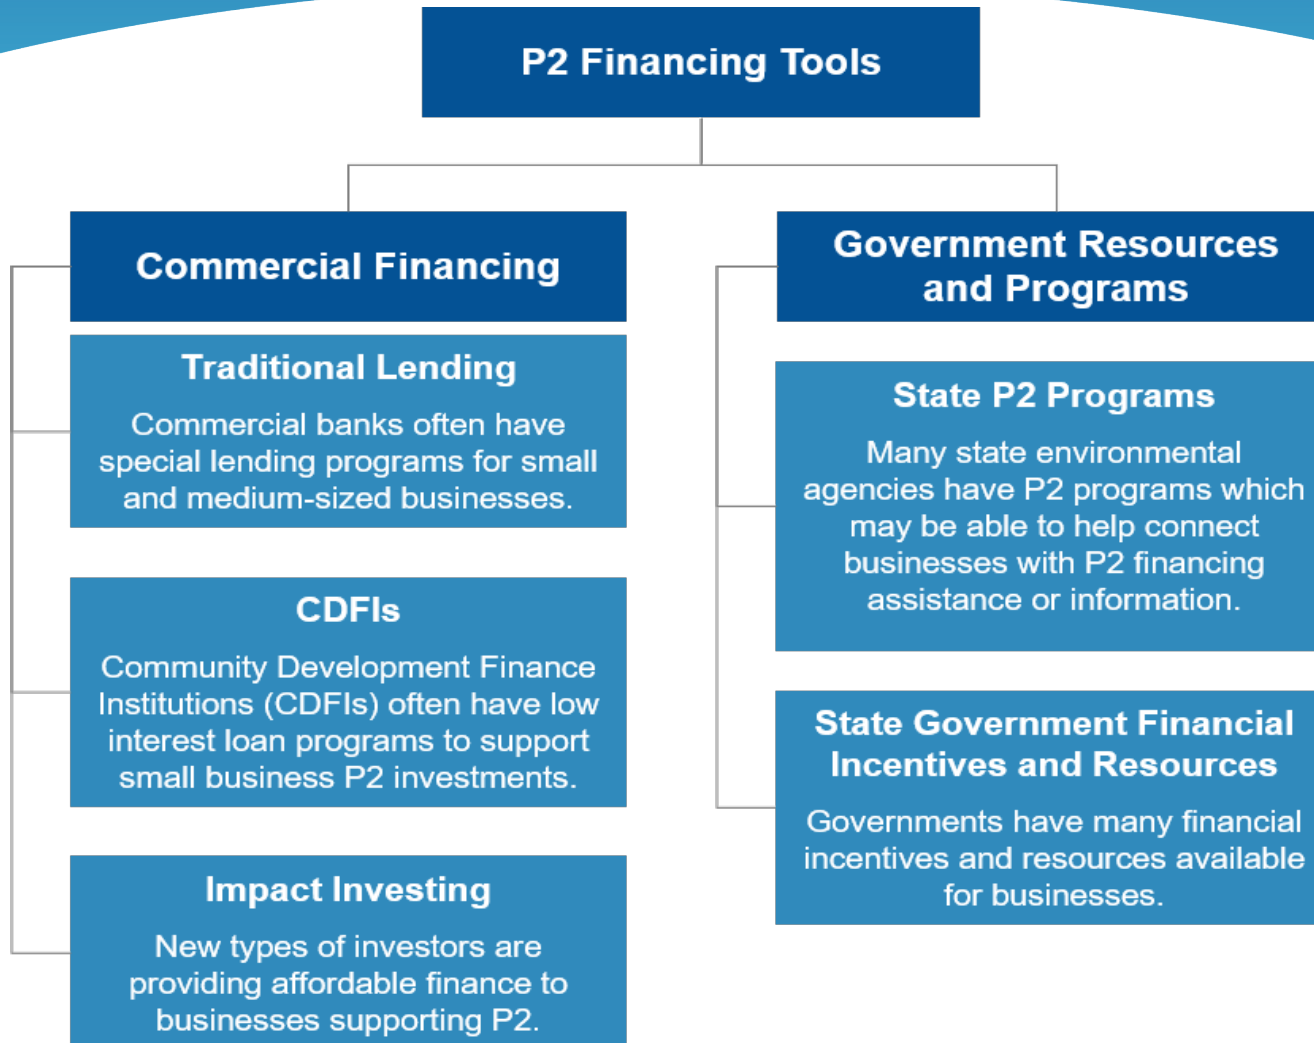 P2 Financing Tools
Commercial Financing
Traditional Lending
Commercial banks often have
special lending programs for small
and medium-sized businesses.
CDFIs
Community Development Finance
Institutions (CDFIs) often have low
interest loan programs to support
small business P2 investments.
Impact Investing
New types of investors are
providing affordable finance to
businesses supporting P2.
Government Resources
and Programs
State P2 Programs
Many state environmental
agencies have P2 programs which
may be able to help connect
businesses with P2 financing
assistance or information.
State Government Financial
Incentives and Resources
Governments have many financial
incentives and resources available
for businesses.